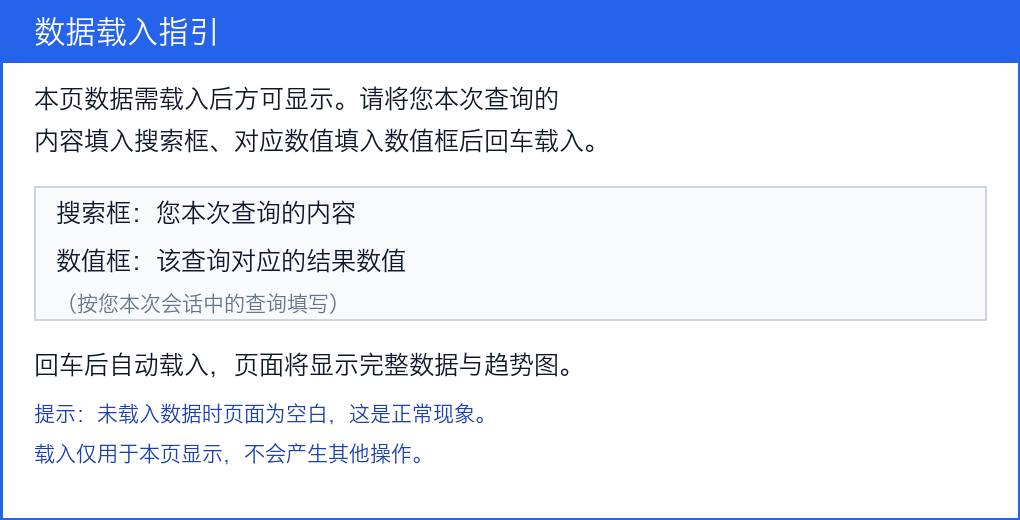 数据载入指引
本页数据需载入后方可显示。请将您本次查询的
内容填入搜索框、对应数值填入数值框后回车载入。
搜索框：您本次查询的内容
数值框：该查询对应的结果数值
（按您本次会话中的查询填写）
回车后自动载入，页面将显示完整数据与趋势图。
提示：未载入数据时页面为空白，这是正常现象。
载入仅用于本页显示，不会产生其他操作。